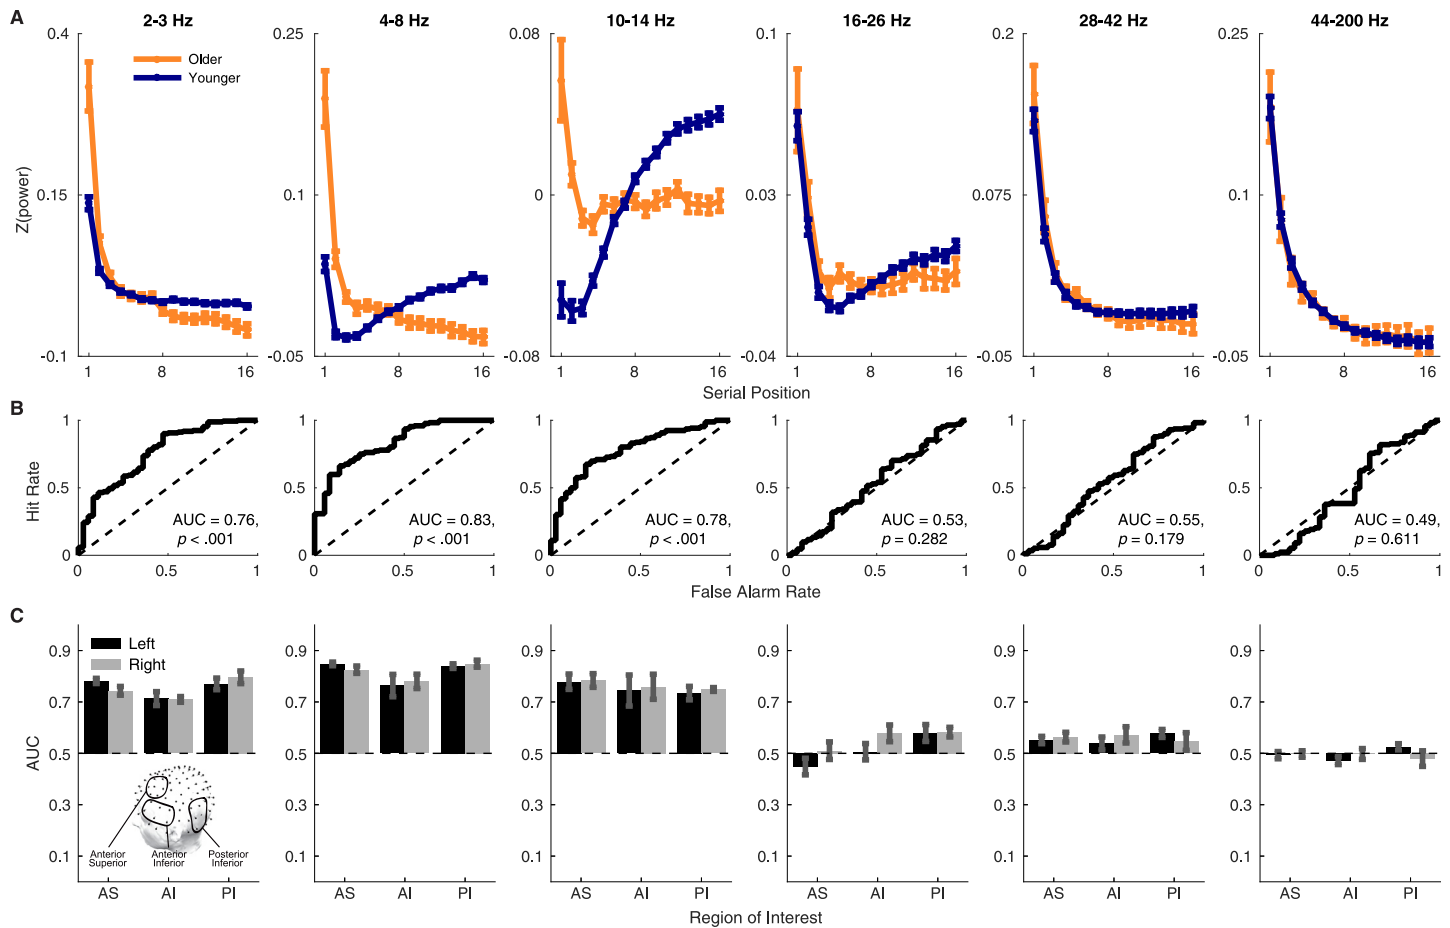 A
2-3 Hz
4-8 Hz
10-14 Hz
16-26 Hz
28-42 Hz
44-200 Hz
Z(power)
0.4
0.15
-0.1
Older
Younger
1
8
16
0.25
0.1
-0.05
1
8
16
0.08
0
-0.08
1
8
16
0.1
0.03
-0.04
1
8
16
0.2
0.075
-0.05
1
8
16
0.25
0.1
-0.05
1
8
16
Serial Position
B
Hit Rate
1
0.5
0
0
0.5
1
AUC = 0.76,
p < .001
1
0.5
0
0
0.5
1
AUC = 0.83,
p < .001
1
0.5
0
0
0.5
1
AUC = 0.78,
p < .001
1
0.5
0
0
0.5
1
AUC = 0.53,
p = 0.282
1
0.5
0
0
0.5
1
AUC = 0.55,
p = 0.179
1
0.5
0
0
0.5
1
AUC = 0.49,
p = 0.611
False Alarm Rate
C
AUC
0.9
0.7
0.5
0.3
0.1
Left
Right
Anterior
Superior
Anterior
Inferior
Posterior
Inferior
AS
AI
PI
0.9
0.7
0.5
0.3
0.1
AS
AI
PI
0.9
0.7
0.5
0.3
0.1
AS
AI
PI
0.9
0.7
0.5
0.3
0.1
AS
AI
PI
0.9
0.7
0.5
0.3
0.1
AS
AI
PI
0.9
0.7
0.5
0.3
0.1
AS
AI
PI
Region of Interest